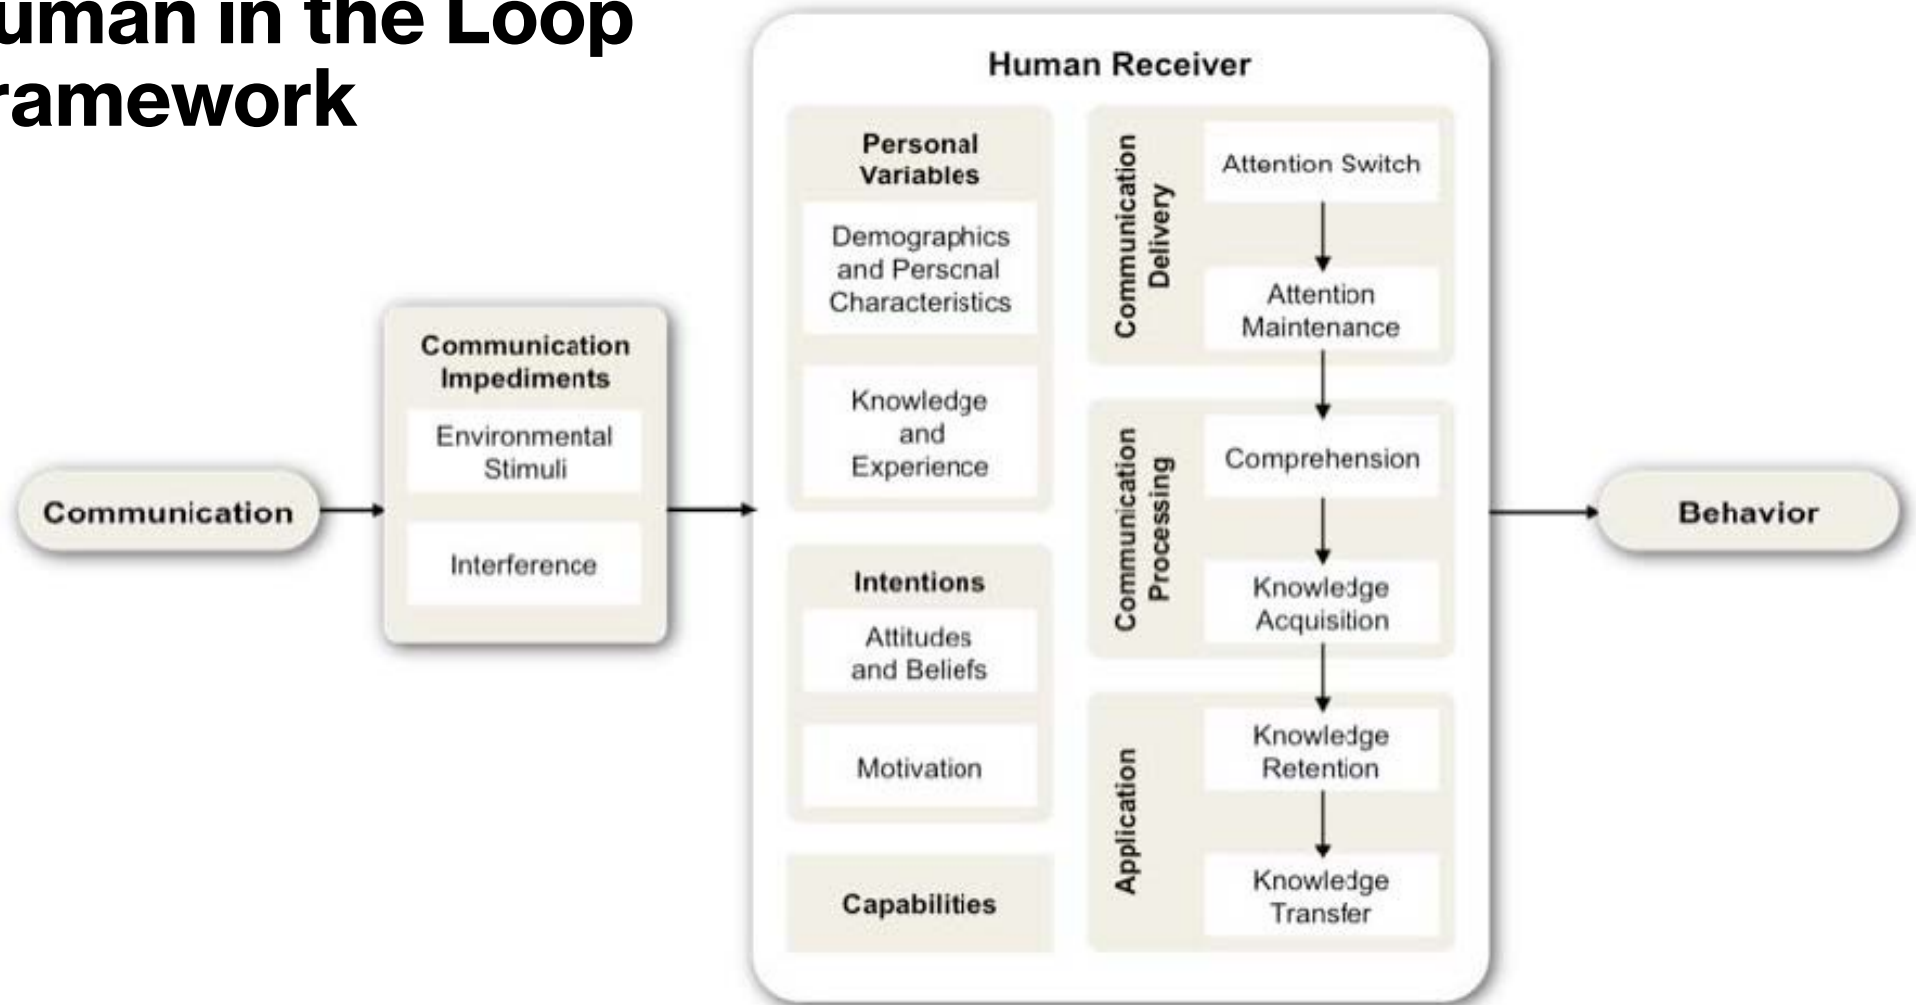 uman in the Loop
ramework
Human Receiver
Personal
Variables
Demographics
and Personal
Characteristics
Knowledge
and
Experience
Intentions
Attitudes
and Beliefs
Motivation
Capabilities
Communication
Delivery
Attention Switch
Attention
Maintenance
Communication
Processing
Comprehension
Knowledge
Acquisition
Application
Knowledge
Retention
Knowledge
Transfer
Communication
Impediments
Environmental
Stimuli
Interference
Communication
Behavior